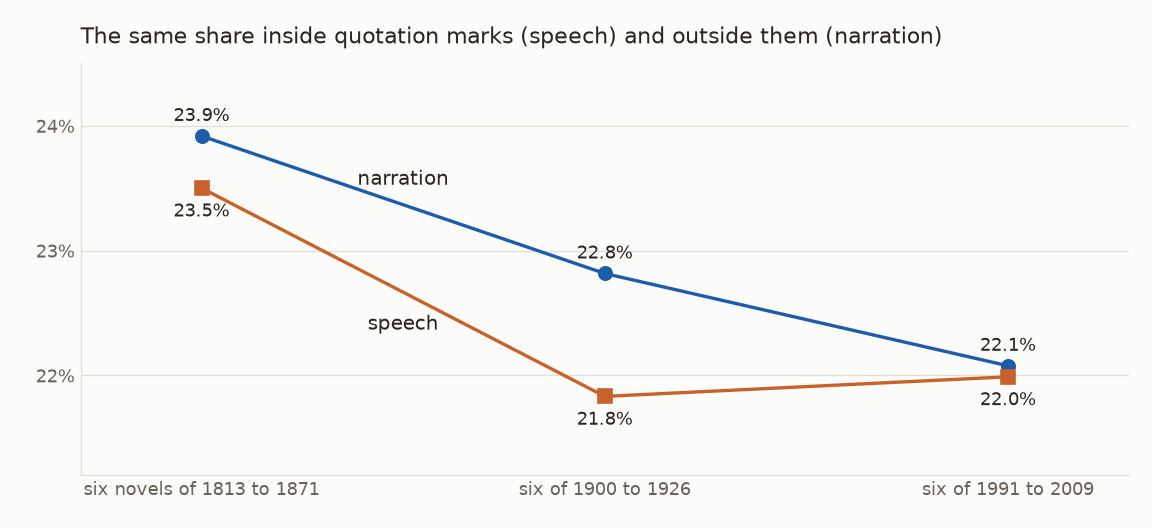 The same share inside quotation marks (speech) and outside them (narration)
24%
23%
22%
23.9%
23.5%
narration
speech
22.8%
21.8%
22.1%
22.0%
six novels of 1813 to 1871
six of 1900 to 1926
six of 1991 to 2009